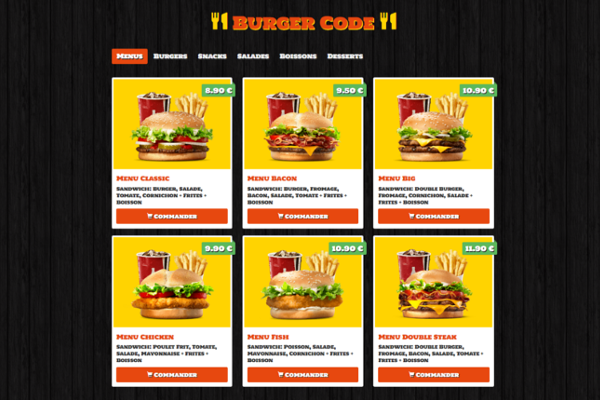 Burger Code
Menus Burgers Snacks Salades Boissons Desserts
8.90 € 9.50 € 10.90 €
Menu Classic
Sandwich: Burger, Salade,
Tomate, Cornichon + Frites +
Boisson
Commander
Menu Bacon
Sandwich: Burger, Fromage,
Bacon, Salade, Tomate + Frites +
Boisson
Commander
Menu Big
Sandwich: Double Burger,
Fromage, Cornichon, Salade +
Frites + Boisson
Commander
9.90 € 10.90 € 11.90 €
Menu Chicken
Sandwich: Poulet Frit, Tomate,
Salade, Mayonnaise + Frites +
Boisson
Commander
Menu Fish
Sandwich: Poisson, Salade,
Mayonnaise, Cornichon + Frites +
Boisson
Commander
Menu Double Steak
Sandwich: Double Burger,
Fromage, Bacon, Salade, Tomate +
Frites + Boisson
Commander